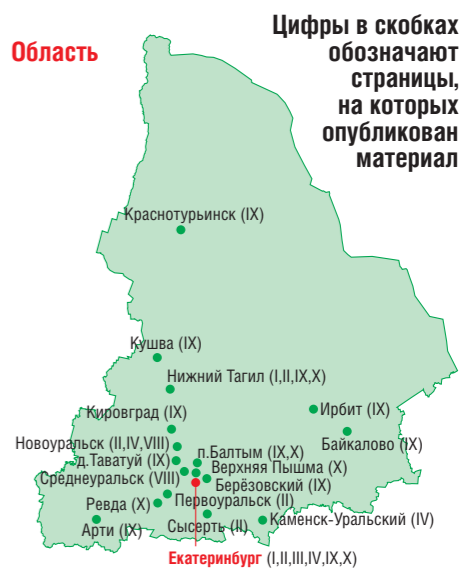 Область
Цифры в скобках
обозначают
страницы,
на которых
опубликован
материал
Краснотурьинск (IX)
Кушва (IX)
Нижний Тагил (I,II,IX,X)
Кировград (IX)
Ирбит (IX)
Новоуральск (II,IV,VIII)
Байкалово (IX)
п.Балтым (IX,X)
д.Таватуй (IX)
Верхняя Пышма (X)
Среднеуральск (VIII)
Берёзовский (IX)
Первоуральск (II)
Ревда (X)
Сысерть (II)
Каменск-Уральский (IV)
Арти (IX)
Екатеринбург (I,II,III,IV,IX,X)